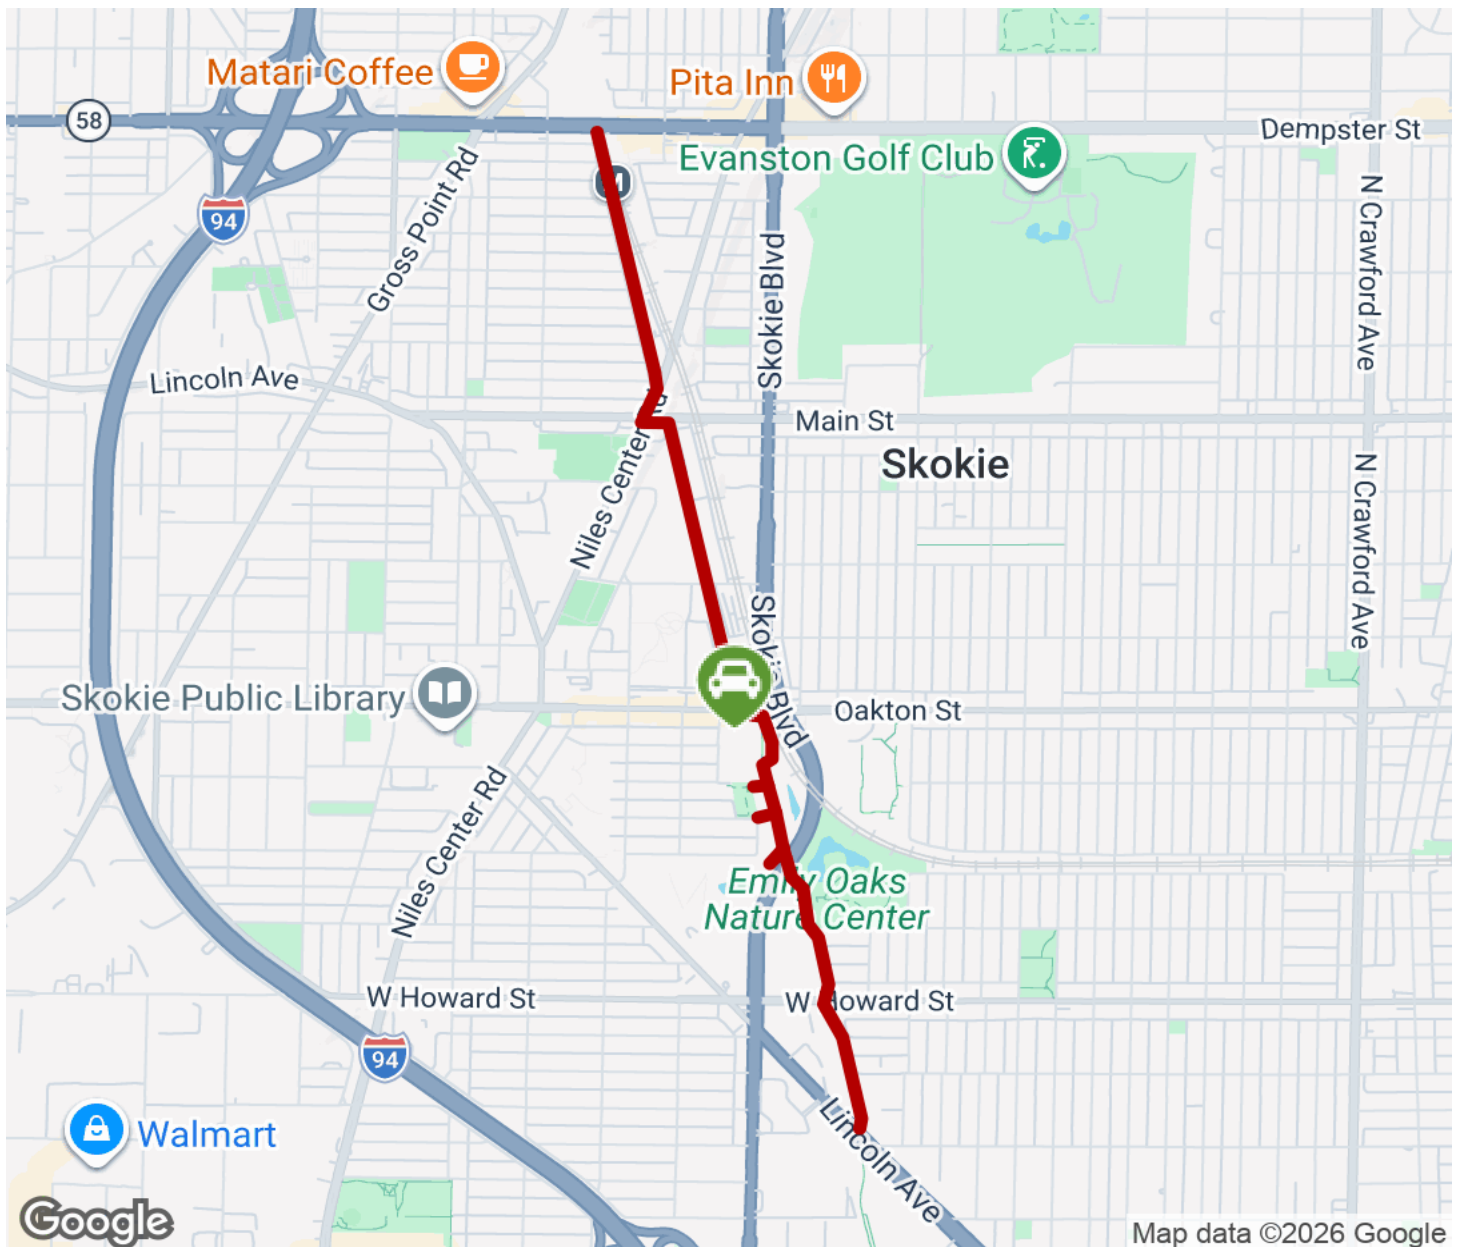 Matari Coffee
Pita Inn
58
Dempster St
Evanston Golf Club
94
Gross Point Rd
Skokie Blvd
N Crawford Ave
Lincoln Ave
Main St
Skokie
Niles Center Rd
N Crawford Ave
Skokie Blvd
Skokie Public Library
Oakton St
Niles Center Rd
Emily Oaks
Nature Center
W Howard St
W Howard St
94
Walmart
Lincoln Ave
Google
Map data ©2026 Google